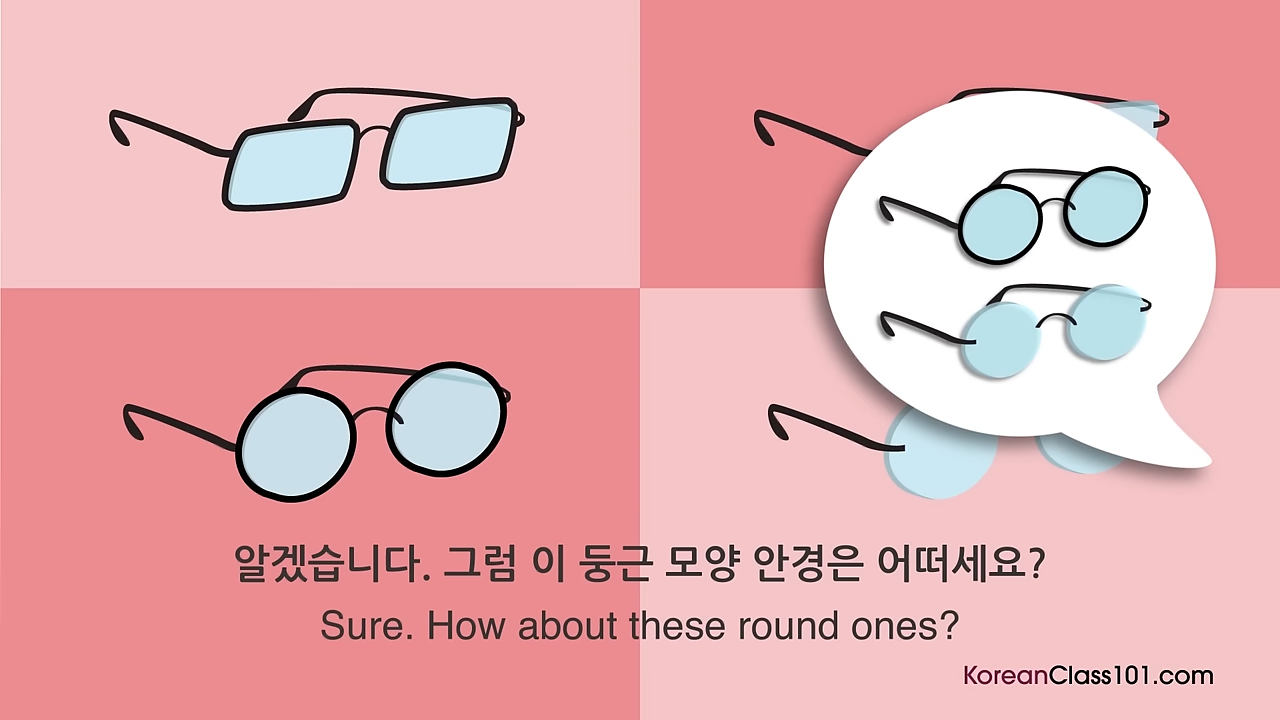 알겠습니다. 그럼 이 둥근 모양 안경은 어떠세요?
Sure. How about these round ones?
KoreanClass101.com